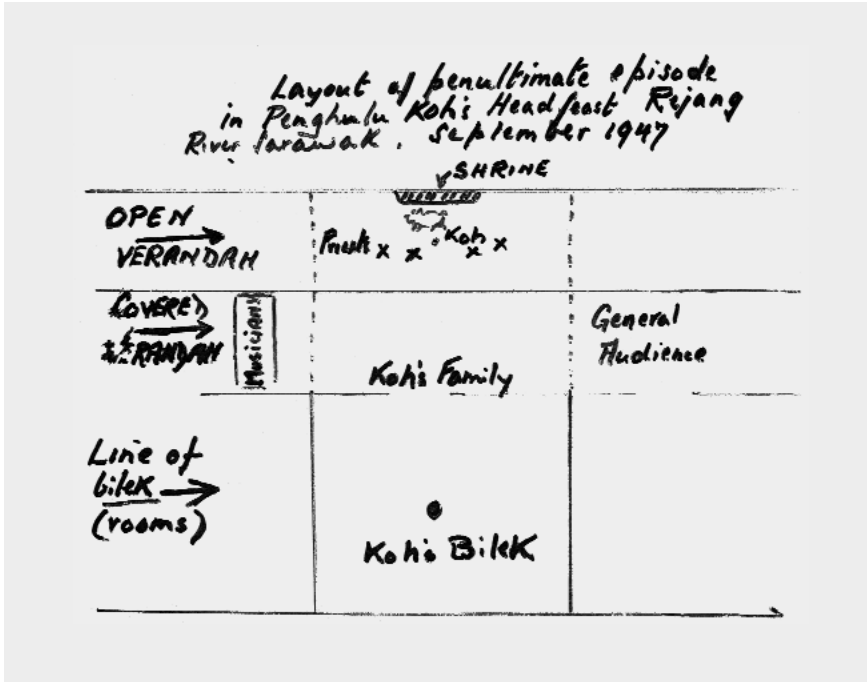 Layout of penultimate episode
in Penghulu Koh's Headfeast Rejang
River Sarawak. September 1947
SHRINE
OPEN
VERANDAH
Priests x x Koh x x
COVERED
VERANDAH
Musicians
General
Audience
Koh's Family
Line of
bilek
(rooms)
Koh's Bilek